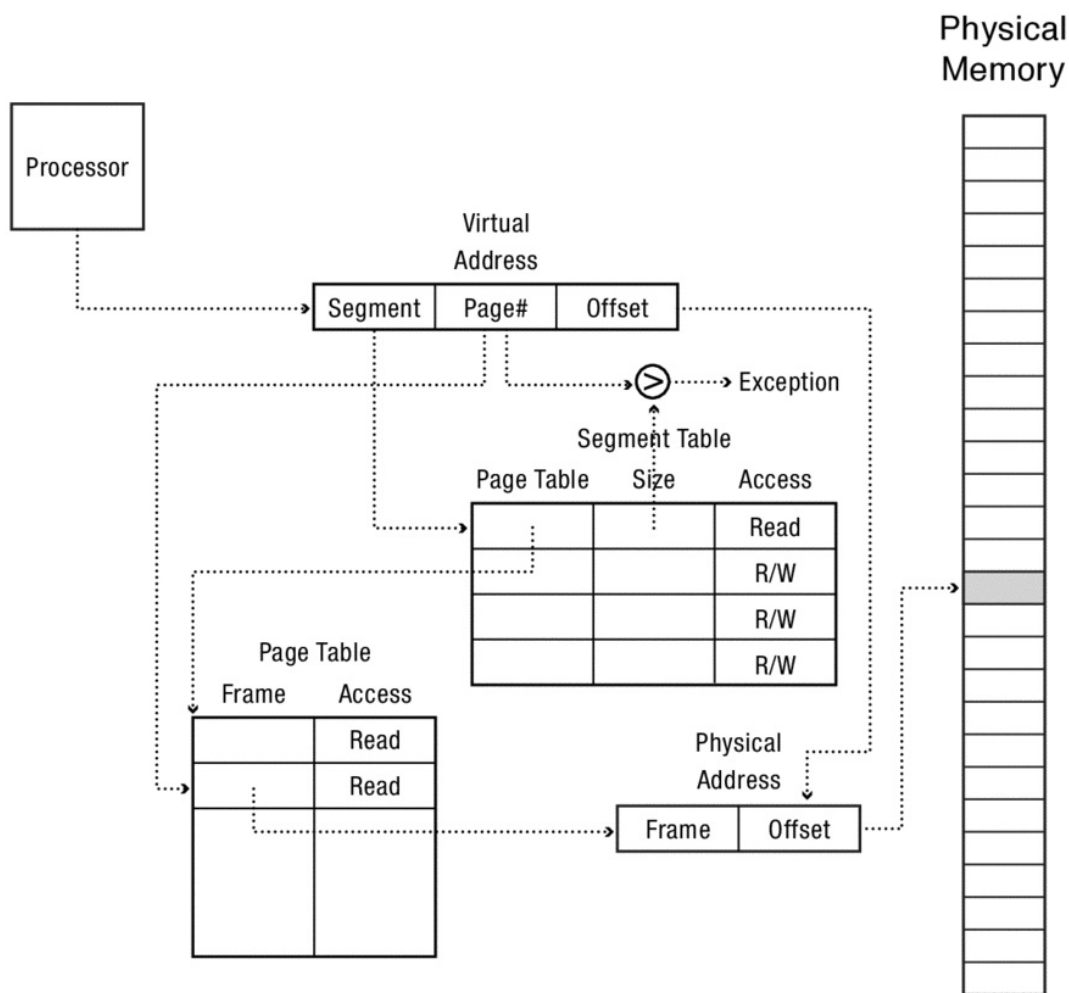 Physical
Memory
Processor
Virtual
Address
Segment Page# Offset
> Exception
Segment Table
Page Table Size Access
Read
R/W
R/W
R/W
Page Table
Frame Access
Read
Read
Physical
Address
Frame Offset